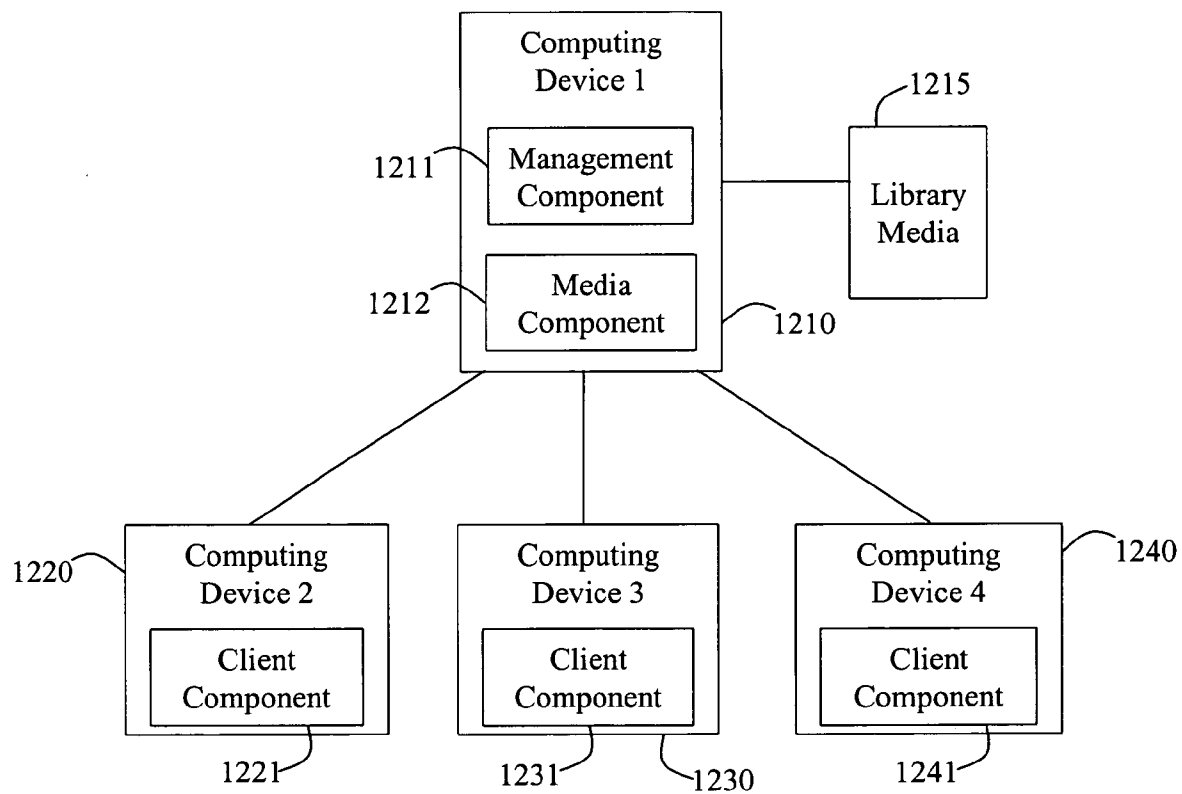 Computing
Device 1
1215
1211
Management
Component
Library
Media
1212
Media
Component
1210
1220
Computing
Device 2
Computing
Device 3
Computing
Device 4
1240
Client
Component
Client
Component
Client
Component
1221
1231
1230
1241